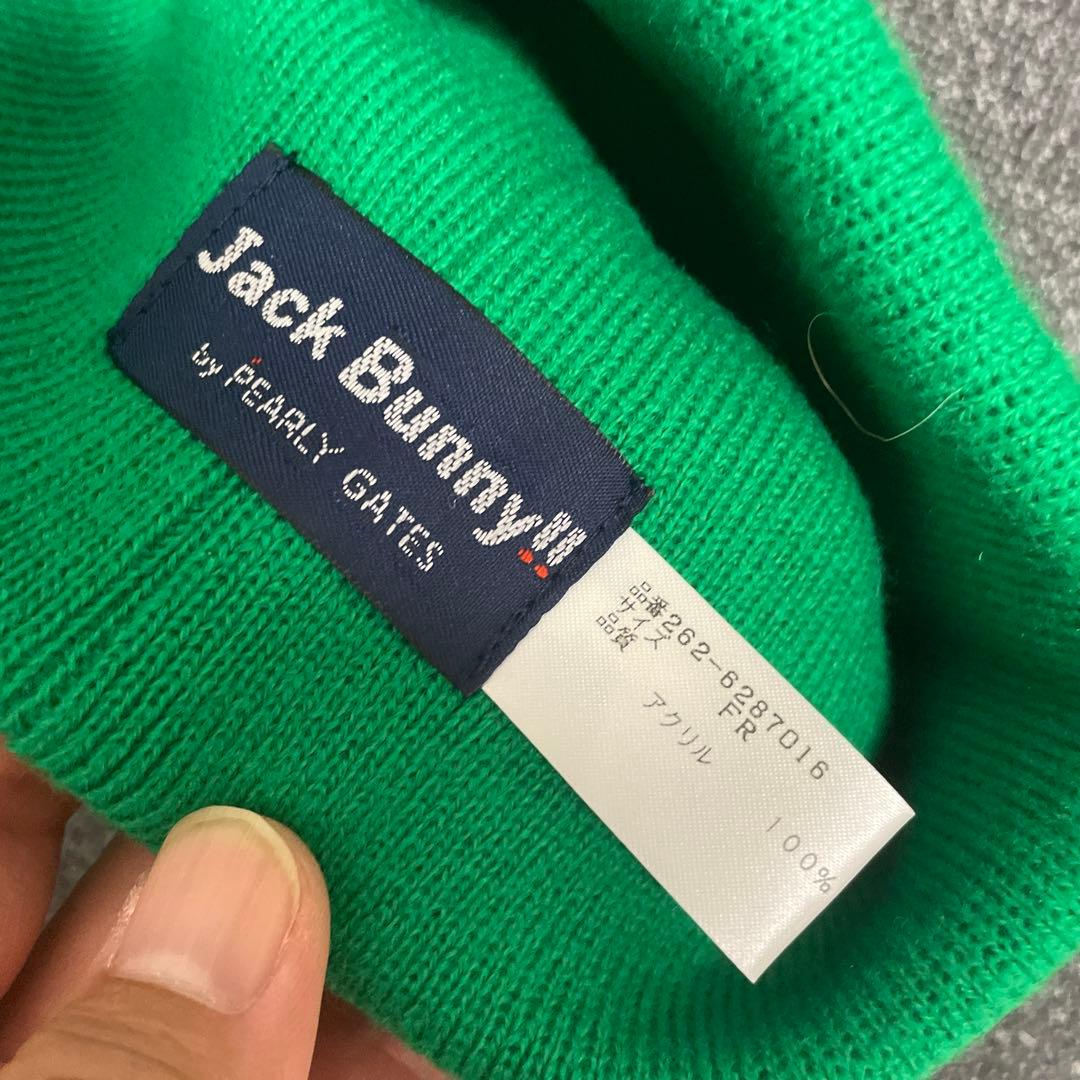 Jack Bunny!!
by PEARLY GATES
品番262-6287016
サイズ FR
品質
アクリル 100%